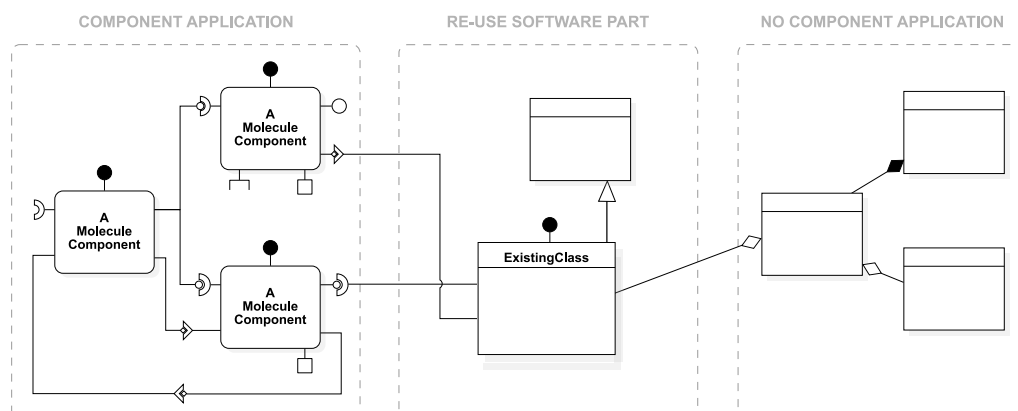 COMPONENT APPLICATION
RE-USE SOFTWARE PART
NO COMPONENT APPLICATION
A
Molecule
Component
A
Molecule
Component
A
Molecule
Component
ExistingClass